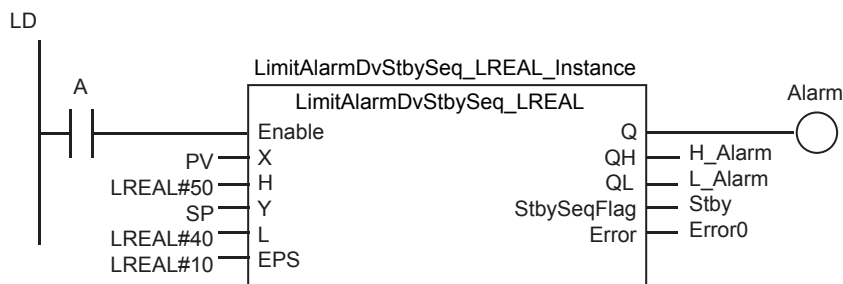 LD
LimitAlarmDvStbySeq_LREAL_Instance
A
LimitAlarmDvStbySeq_LREAL
Alarm
Enable
Q
PV
X
QH
H_Alarm
LREAL#50
H
QL
L_Alarm
SP
Y
StbySeqFlag
Stby
LREAL#40
L
Error
Error0
LREAL#10
EPS